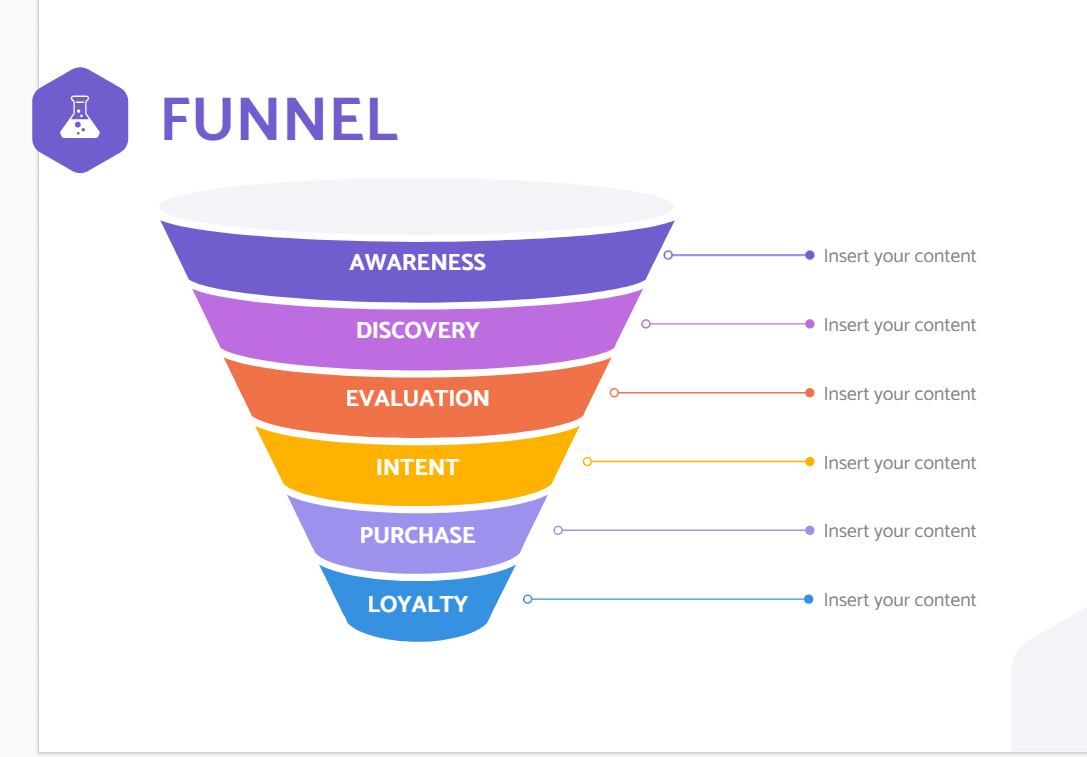 FUNNEL
AWARENESS
Insert your content
DISCOVERY
Insert your content
EVALUATION
Insert your content
INTENT
Insert your content
PURCHASE
Insert your content
LOYALTY
Insert your content